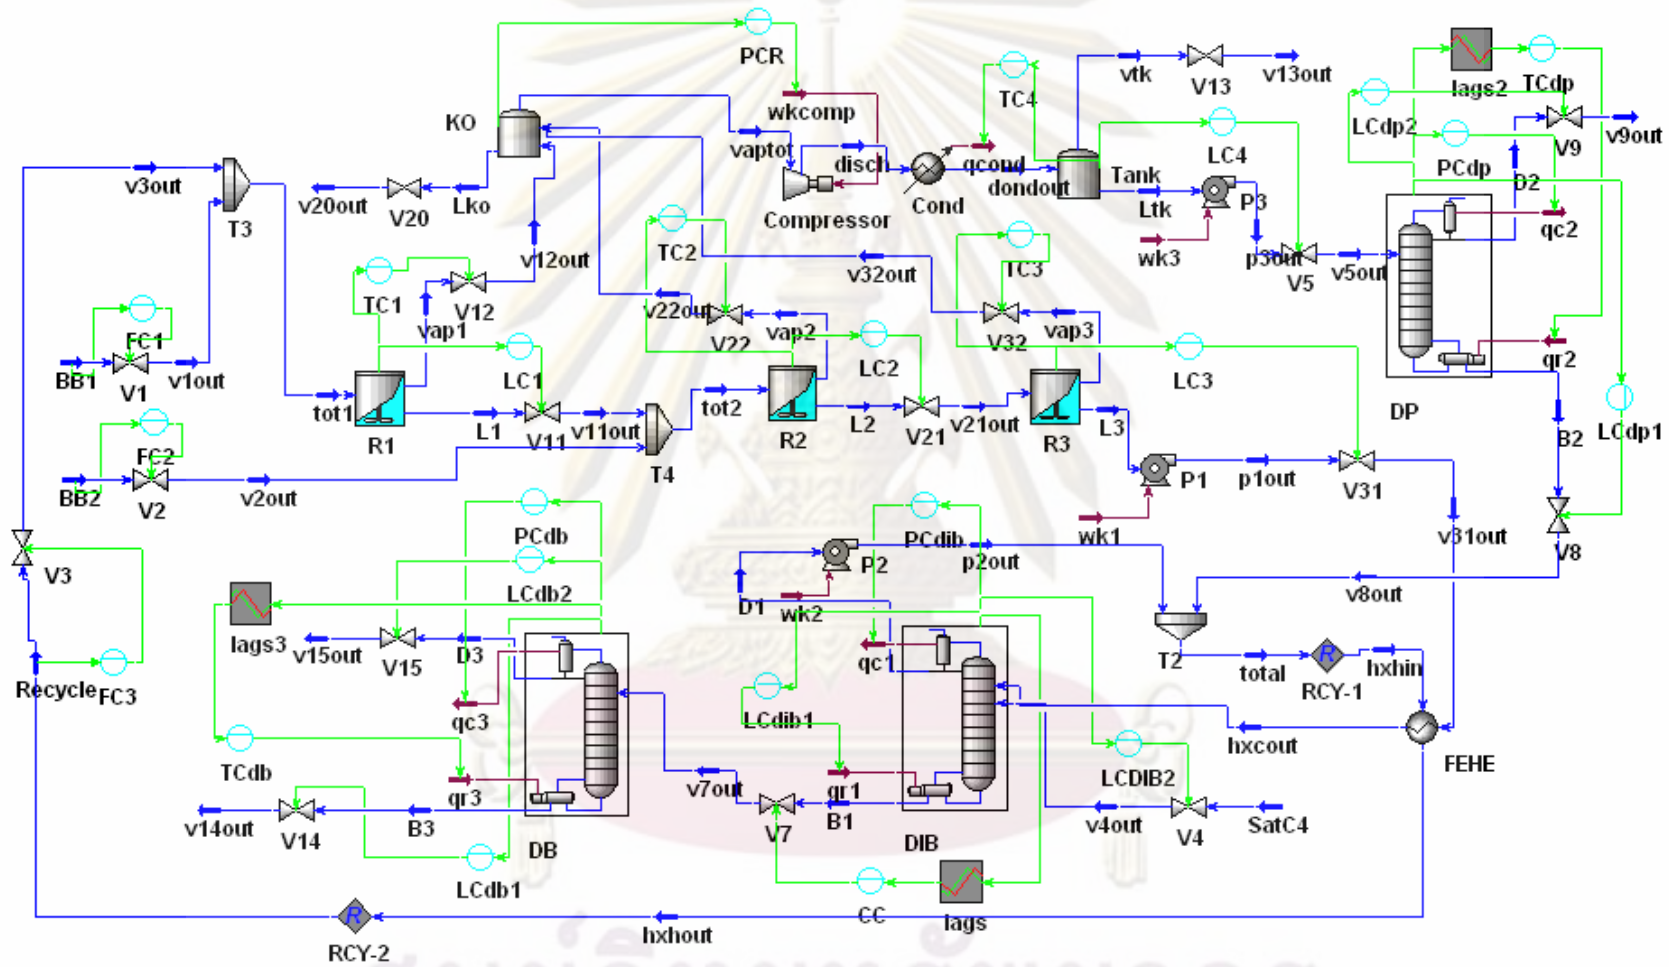 PCR
wkcomp
KO
vaptot
disch
Compressor
Cond
qcond
dondout
TC4
vtk
V13
v13out
Tank
LC4
Ltk
P3
wk3
p3out
V5
v5out
lags2
TCdp
LCdp2
V9
v9out
PCdp
D2
qc2
qr2
DP
LCdp1
B2
V8
v8out
v3out
T3
v20out
V20
Lko
v12out
TC1
V12
vap1
TC2
v22out
V22
vap2
v32out
TC3
V32
vap3
FC1
BB1
V1
v1out
FC2
BB2
V2
v2out
tot1
R1
LC1
L1
V11
v11out
T4
tot2
R2
LC2
L2
V21
v21out
R3
LC3
L3
P1
wk1
p1out
V31
v31out
V3
Recycle
FC3
PCdb
LCdb2
lags3
v15out
V15
D3
qc3
TCdb
qr3
v14out
V14
B3
LCdb1
DB
v7out
V7
B1
PCdib
P2
p2out
D1
wk2
qc1
LCdib1
qr1
DIB
LCDIB2
v4out
V4
SatC4
T2
total
RCY-1
R
hxhin
hxcout
FEHE
CC
lags
R
RCY-2
hxhout